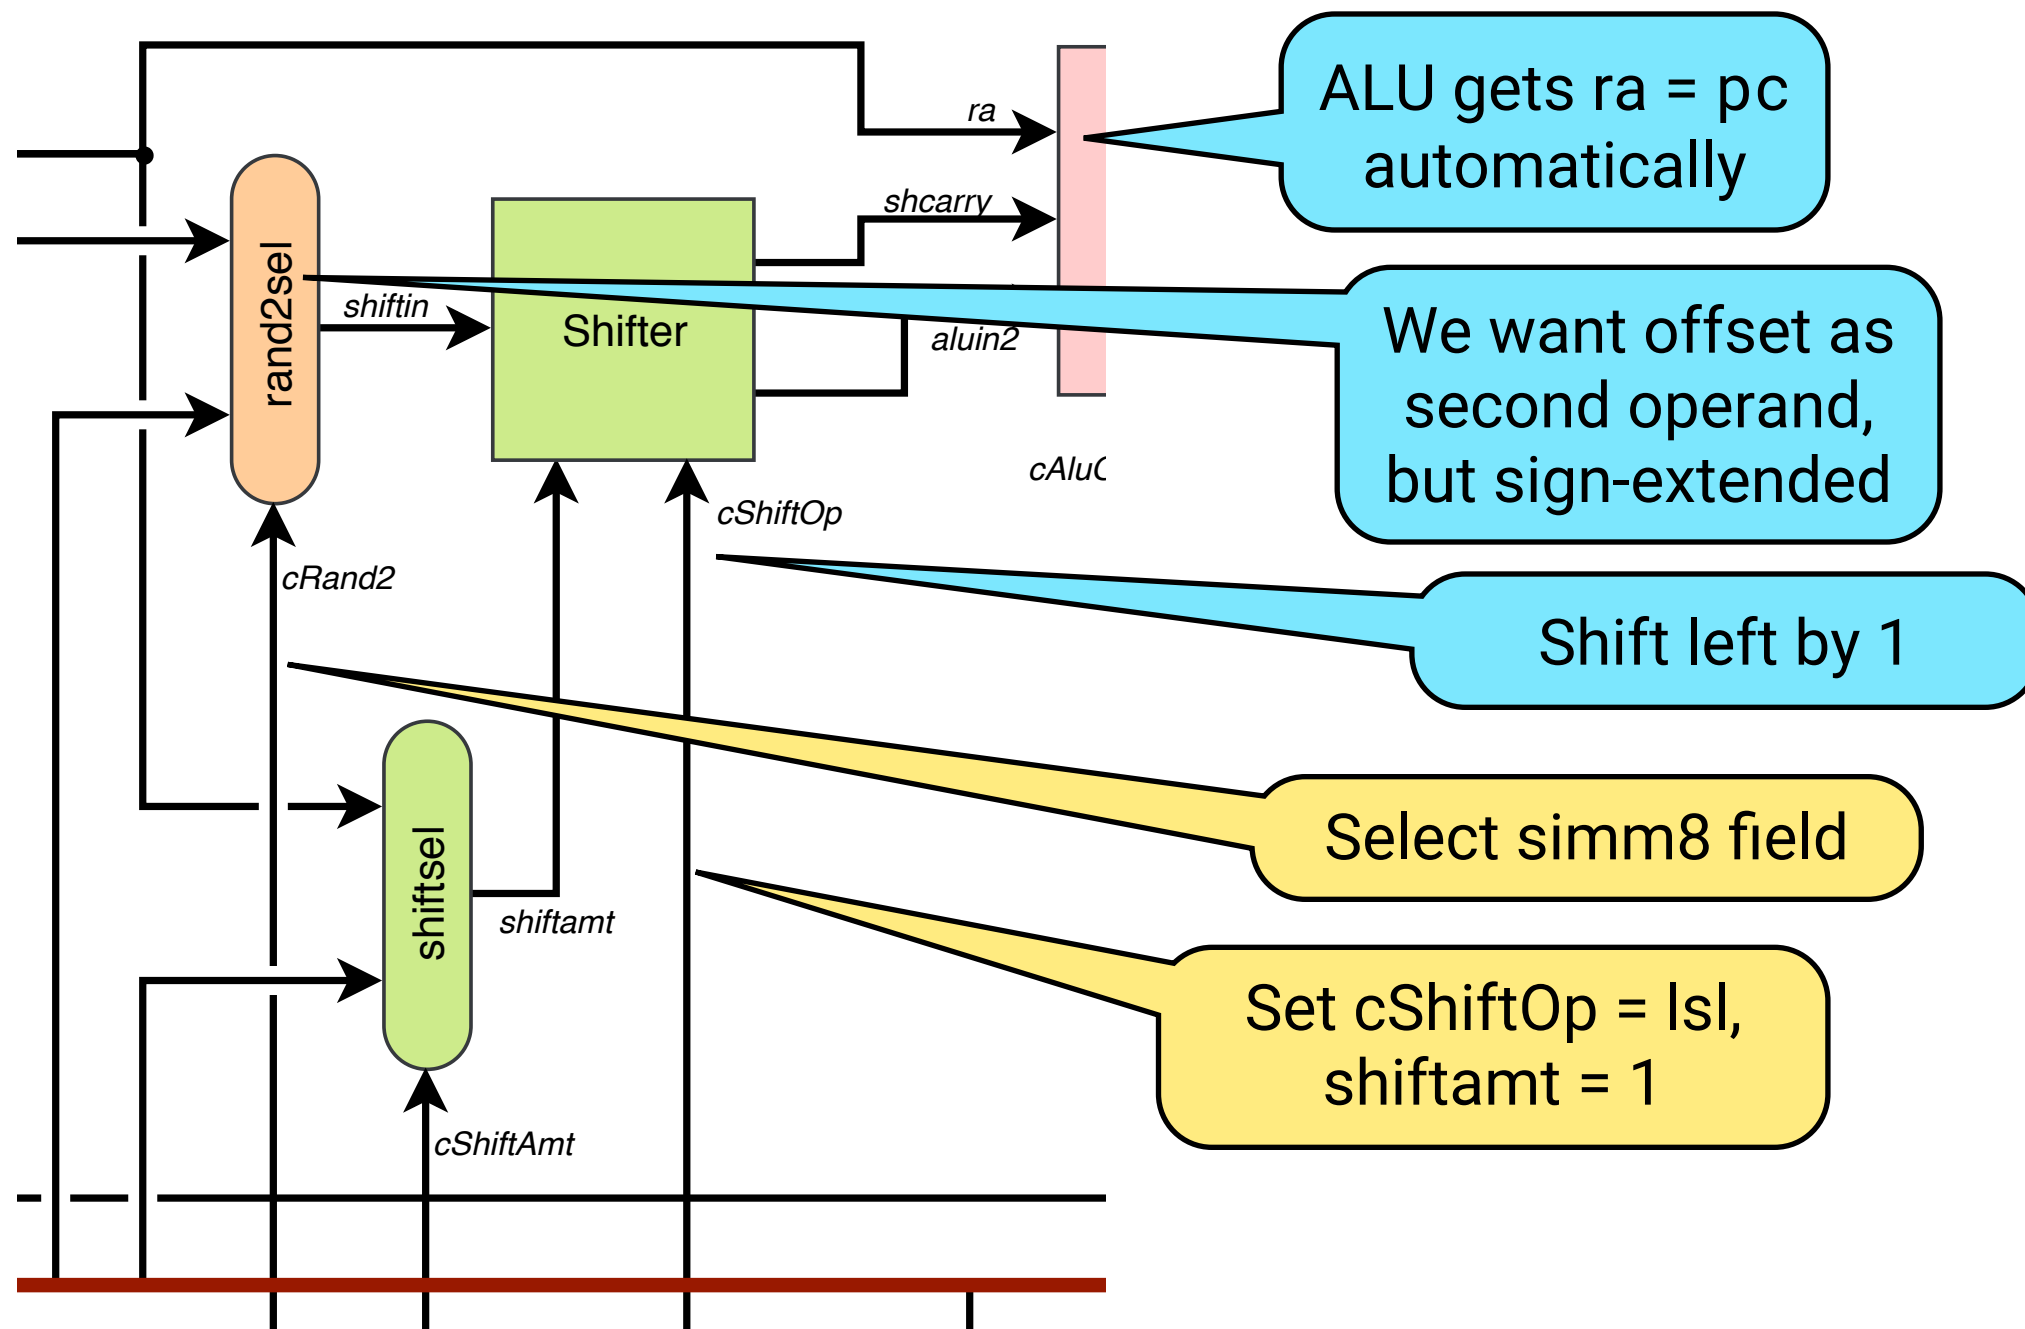 ra
ALU gets ra = pc
automatically
shcarry
rand2sel
shiftin
Shifter
aluin2
We want offset as
second operand,
but sign-extended
cShiftOp
cRand2
Shift left by 1
Select simm8 field
shiftsel
shiftamt
Set cShiftOp = lsl,
shiftamt = 1
cShiftAmt